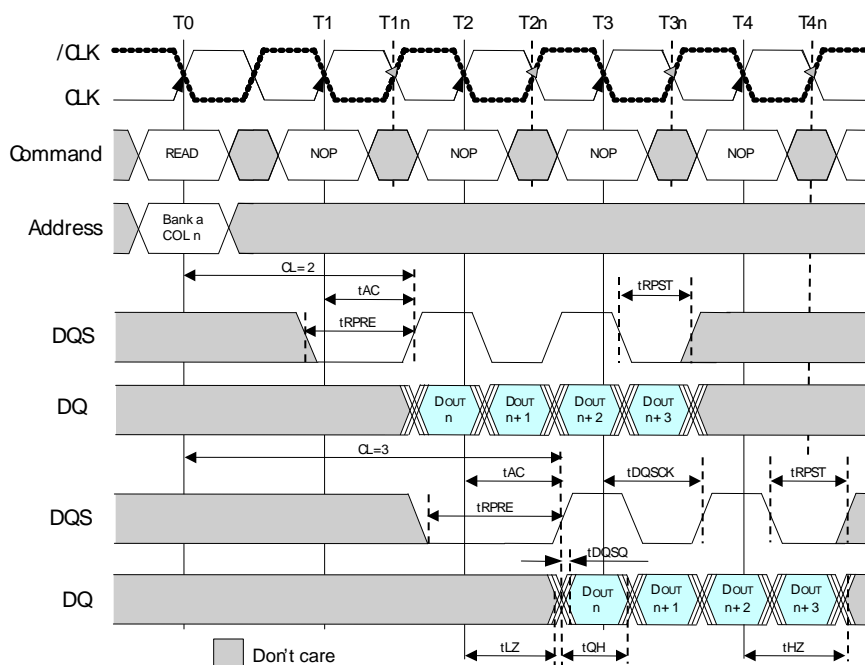 T0 T1 T1n T2 T2n T3 T3n T4 T4n
/CLK
CLK
Command READ NOP NOP NOP NOP
Address Bank a
COL n
CL=2
tAC
tRPRE
tRPST
DQS
DQ DOUT n DOUT n+1 DOUT n+2 DOUT n+3
CL=3
tAC tDQSCK tRPST
tRPRE
DQS
tDQSQ
DQ DOUT n DOUT n+1 DOUT n+2 DOUT n+3
tLZ tQH tHZ
Don't care